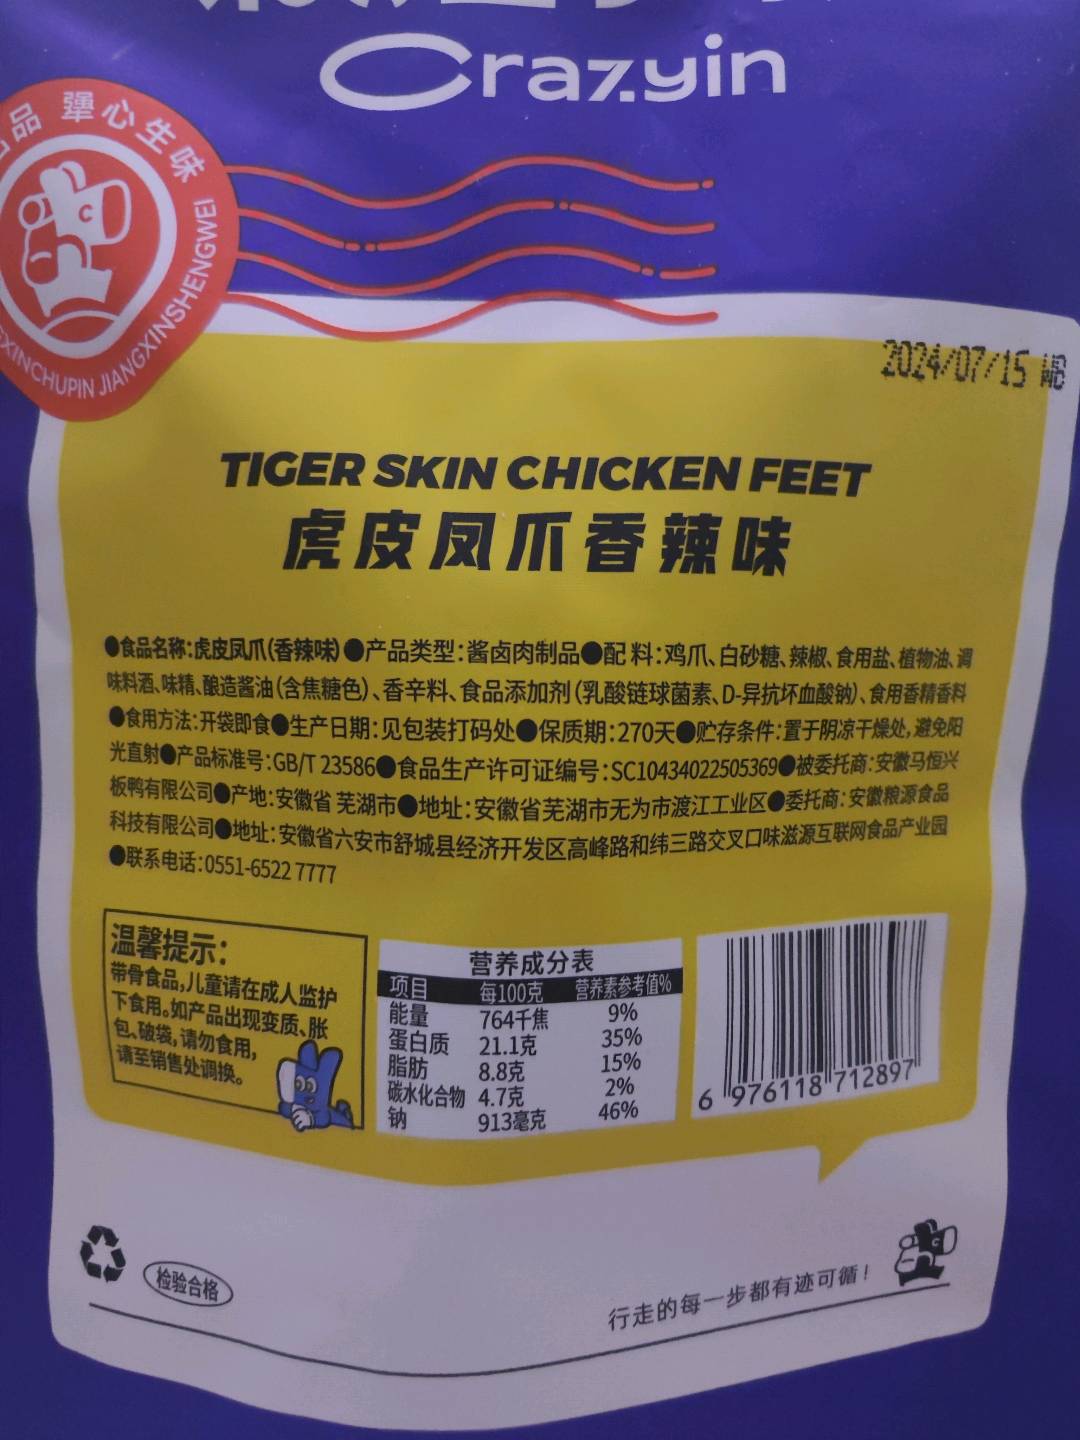 Crazyin
品 犟心生味
XINCHUPIN JIANGXINSHENGWEI
2024/07/15
TIGER SKIN CHICKEN FEET
虎皮凤爪香辣味
●食品名称:虎皮凤爪(香辣味)●产品类型:酱卤肉制品●配料:鸡爪、白砂糖、辣椒、食用盐、植物油、调
味料酒、味精、酿造酱油(含焦糖色)、香辛料、食品添加剂(乳酸链球菌素、D-异抗坏血酸钠)、食用香精香料
●食用方法:开袋即食●生产日期:见包装打码处●保质期:270天●贮存条件:置于阴凉干燥处,避免阳
光直射●产品标准号:GB/T 23586●食品生产许可证编号:SC10434022505369●被委托商:安徽马恒兴
板鸭有限公司●产地:安徽省 芜湖市●地址:安徽省芜湖市无为市渡江工业区●委托商:安徽粮源食品
科技有限公司●地址:安徽省六安市舒城县经济开发区高峰路和纬三路交叉口味滋源互联网食品产业园
●联系电话:0551-6522 7777
温馨提示:
带骨食品,儿童请在成人监护
下食用。如产品出现变质、胀
包、破袋,请勿食用,
请至销售处调换。
营养成分表
项目 每100克 营养素参考值%
能量 764千焦 9%
蛋白质 21.1克 35%
脂肪 8.8克 15%
碳水化合物 4.7克 2%
钠 913毫克 46%
6 976118 712897
检验合格
行走的每一步都有迹可循!